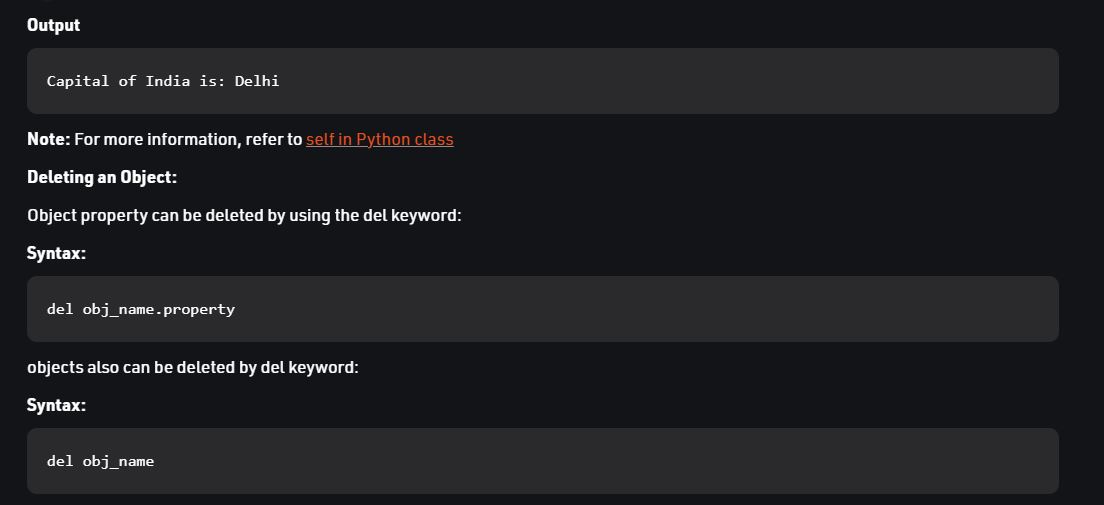 Output
Capital of India is: Delhi
Note: For more information, refer to self in Python class
Deleting an Object:
Object property can be deleted by using the del keyword:
Syntax:
del obj_name.property
objects also can be deleted by del keyword:
Syntax:
del obj_name